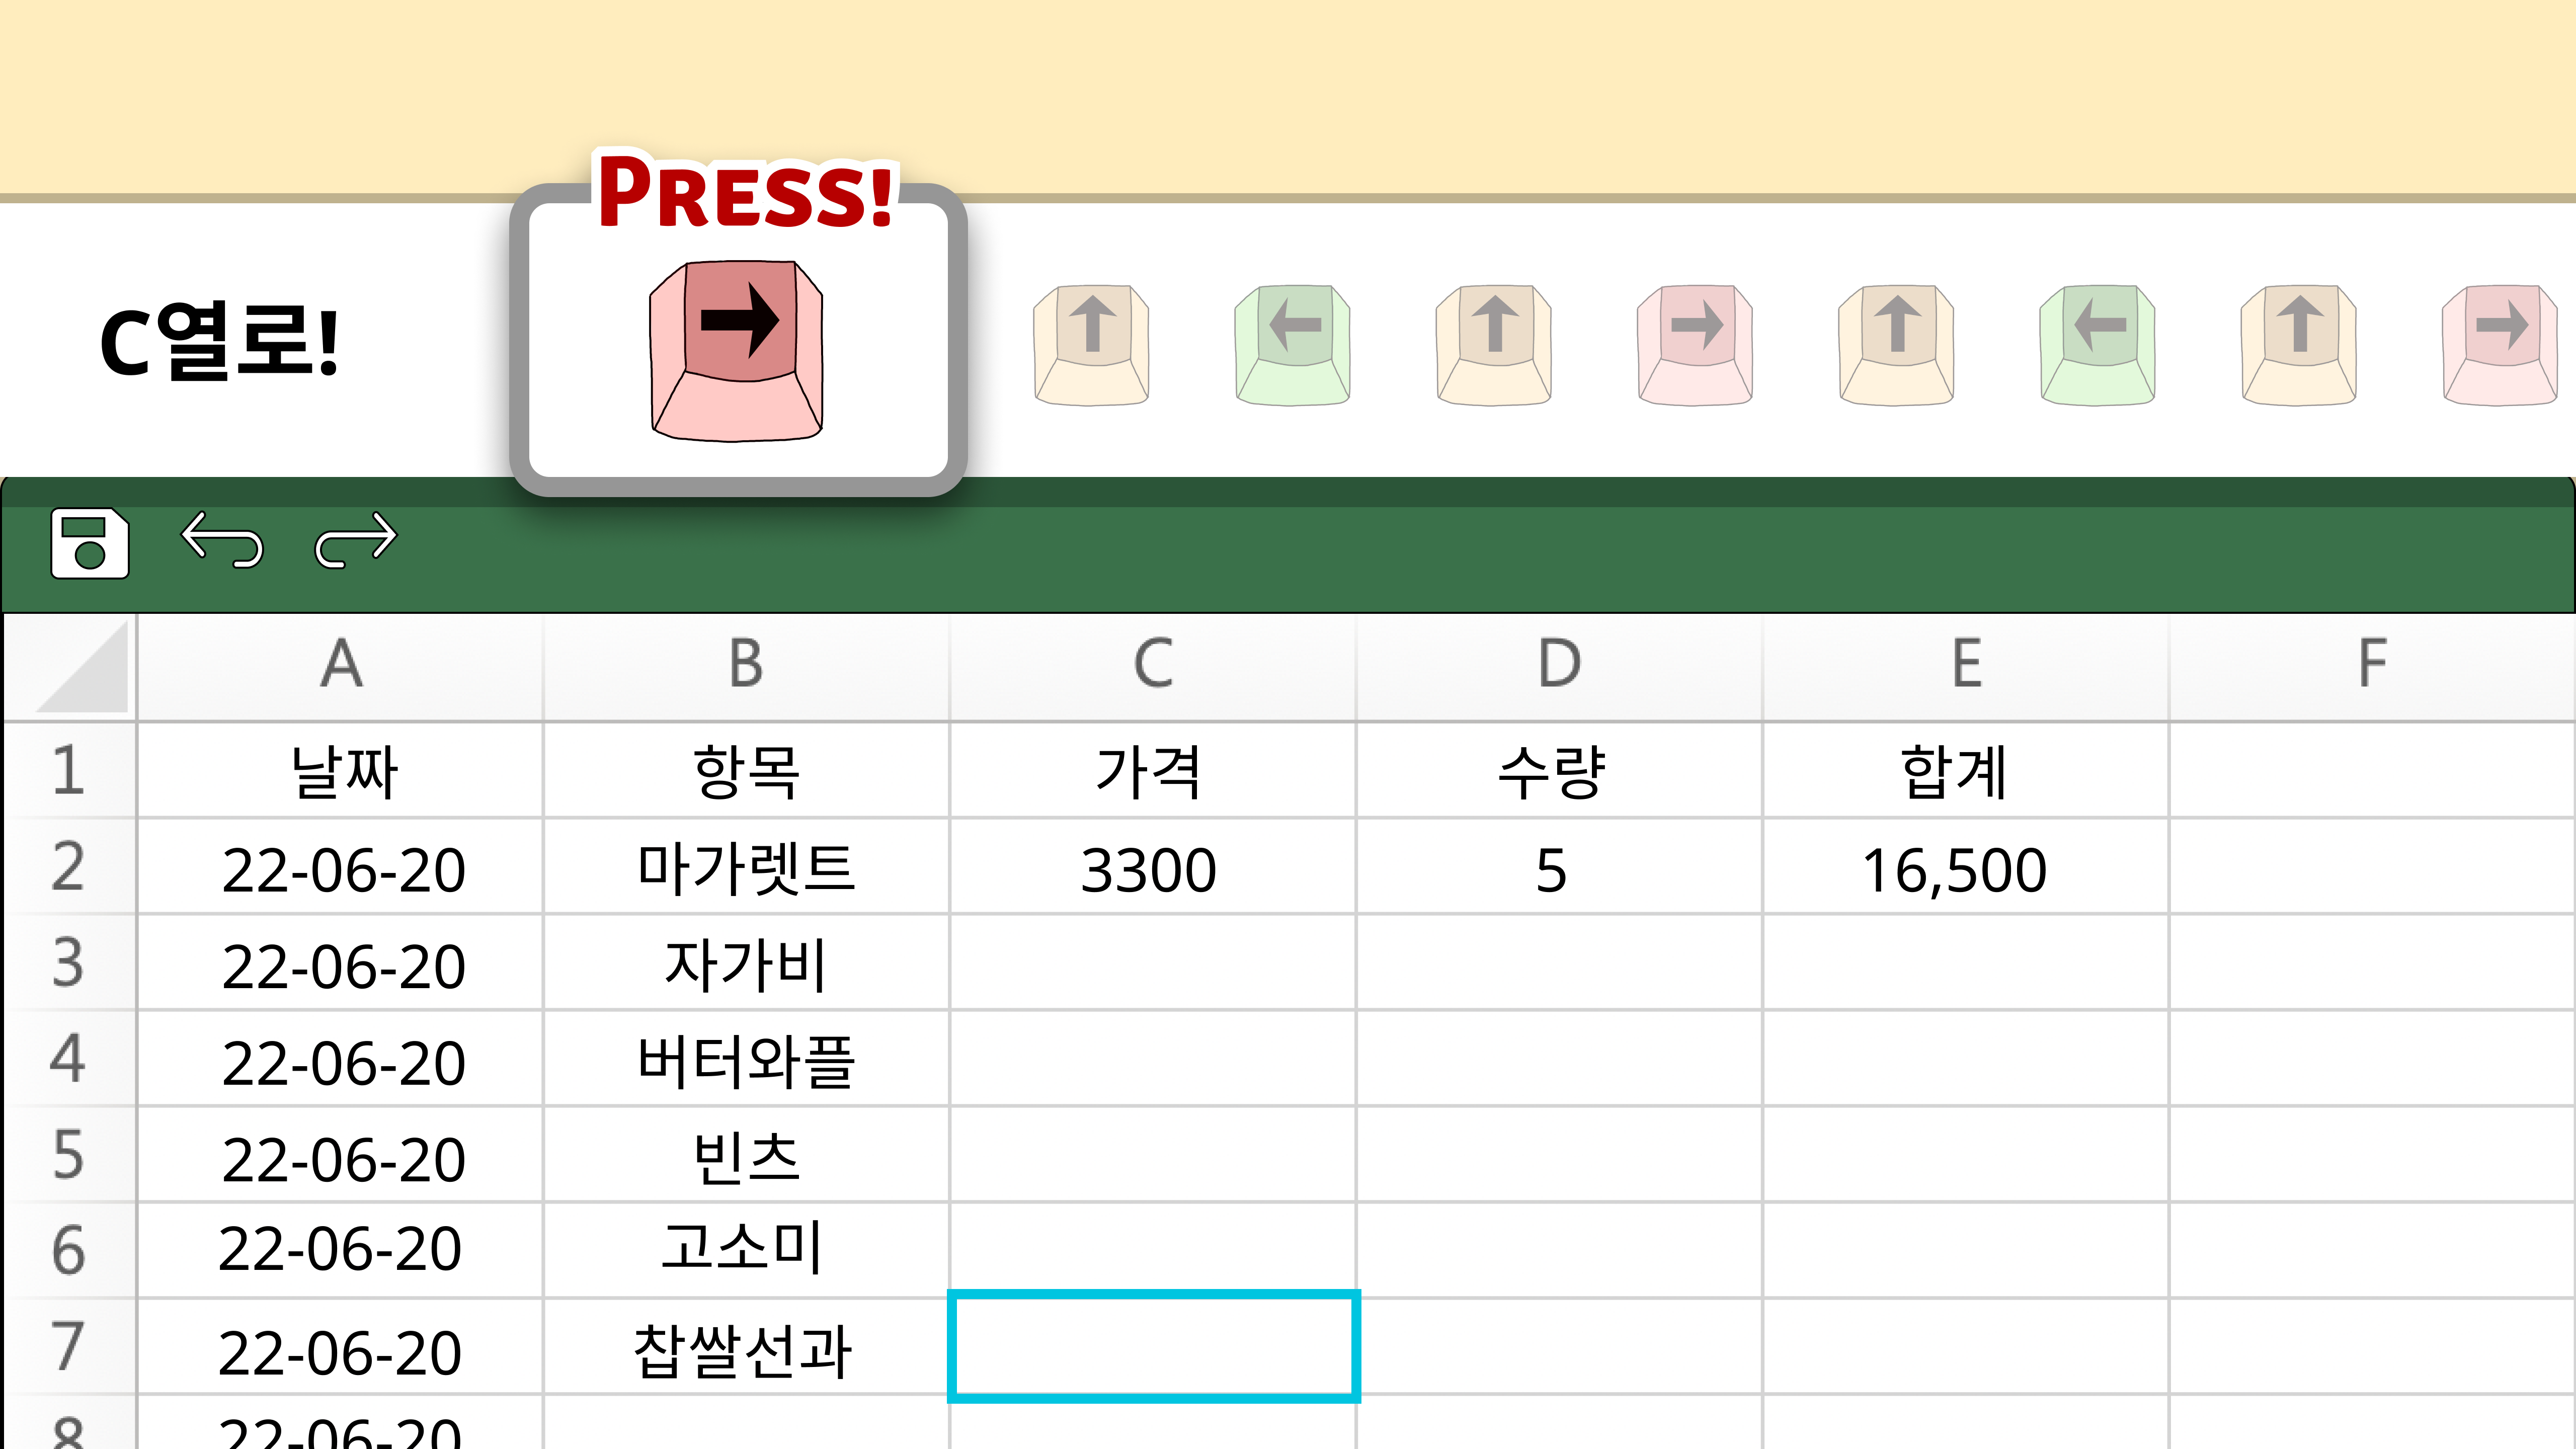 PRESS!
C열로!
A B C D E F
1 날짜 항목 가격 수량 합계
2 22-06-20 마가렛트 3300 5 16,500
3 22-06-20 자가비
4 22-06-20 버터와플
5 22-06-20 빈츠
6 22-06-20 고소미
7 22-06-20 찹쌀선과
8 22-06-20